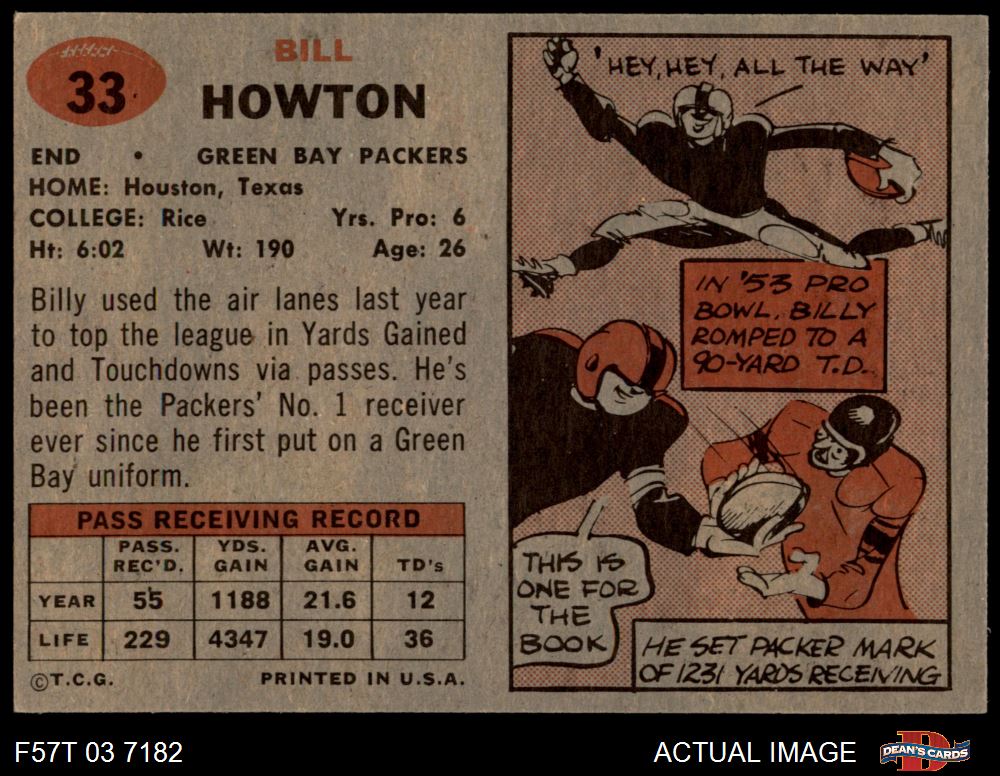 33
BILL
HOWTON
END • GREEN BAY PACKERS
HOME: Houston, Texas
COLLEGE: Rice Yrs. Pro: 6
Ht: 6:02 Wt: 190 Age: 26
Billy used the air lanes last year
to top the league in Yards Gained
and Touchdowns via passes. He's
been the Packers' No. 1 receiver
ever since he first put on a Green
Bay uniform.
PASS RECEIVING RECORD
PASS. REC'D. YDS. GAIN AVG. GAIN TD's
YEAR 55 1188 21.6 12
LIFE 229 4347 19.0 36
©T.C.G. PRINTED IN U.S.A.
'HEY, HEY, ALL THE WAY'
IN '53 PRO
BOWL, BILLY
ROMPED TO A
90-YARD T.D.
THIS IS
ONE FOR
THE
BOOK
HE SET PACKER MARK
OF 1231 YARDS RECEIVING
F57T 03 7182
ACTUAL IMAGE
D
DEAN'S CARDS